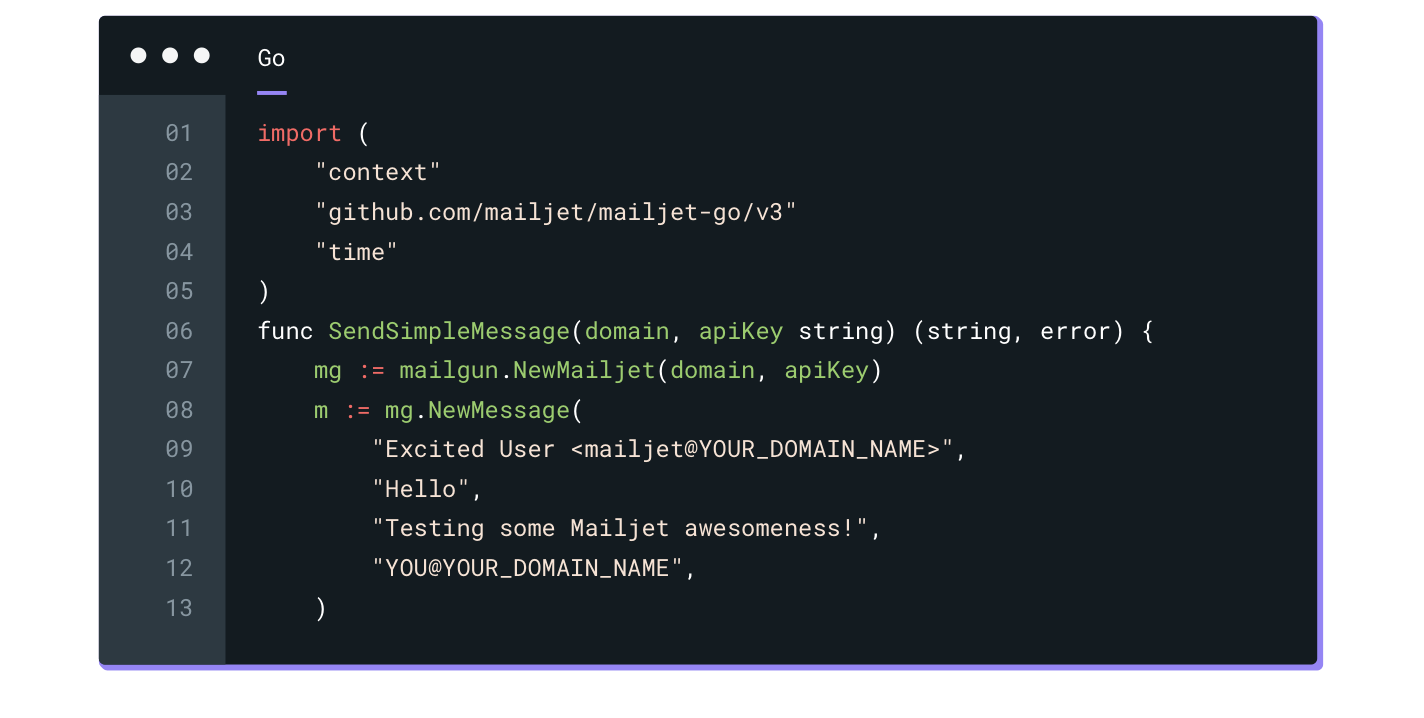 Go
01 import (
02     "context"
03     "github.com/mailjet/mailjet-go/v3"
04     "time"
05 )
06 func SendSimpleMessage(domain, apiKey string) (string, error) {
07     mg := mailgun.NewMailjet(domain, apiKey)
08     m := mg.NewMessage(
09         "Excited User <mailjet@YOUR_DOMAIN_NAME>",
10         "Hello",
11         "Testing some Mailjet awesomeness!",
12         "YOU@YOUR_DOMAIN_NAME",
13     )